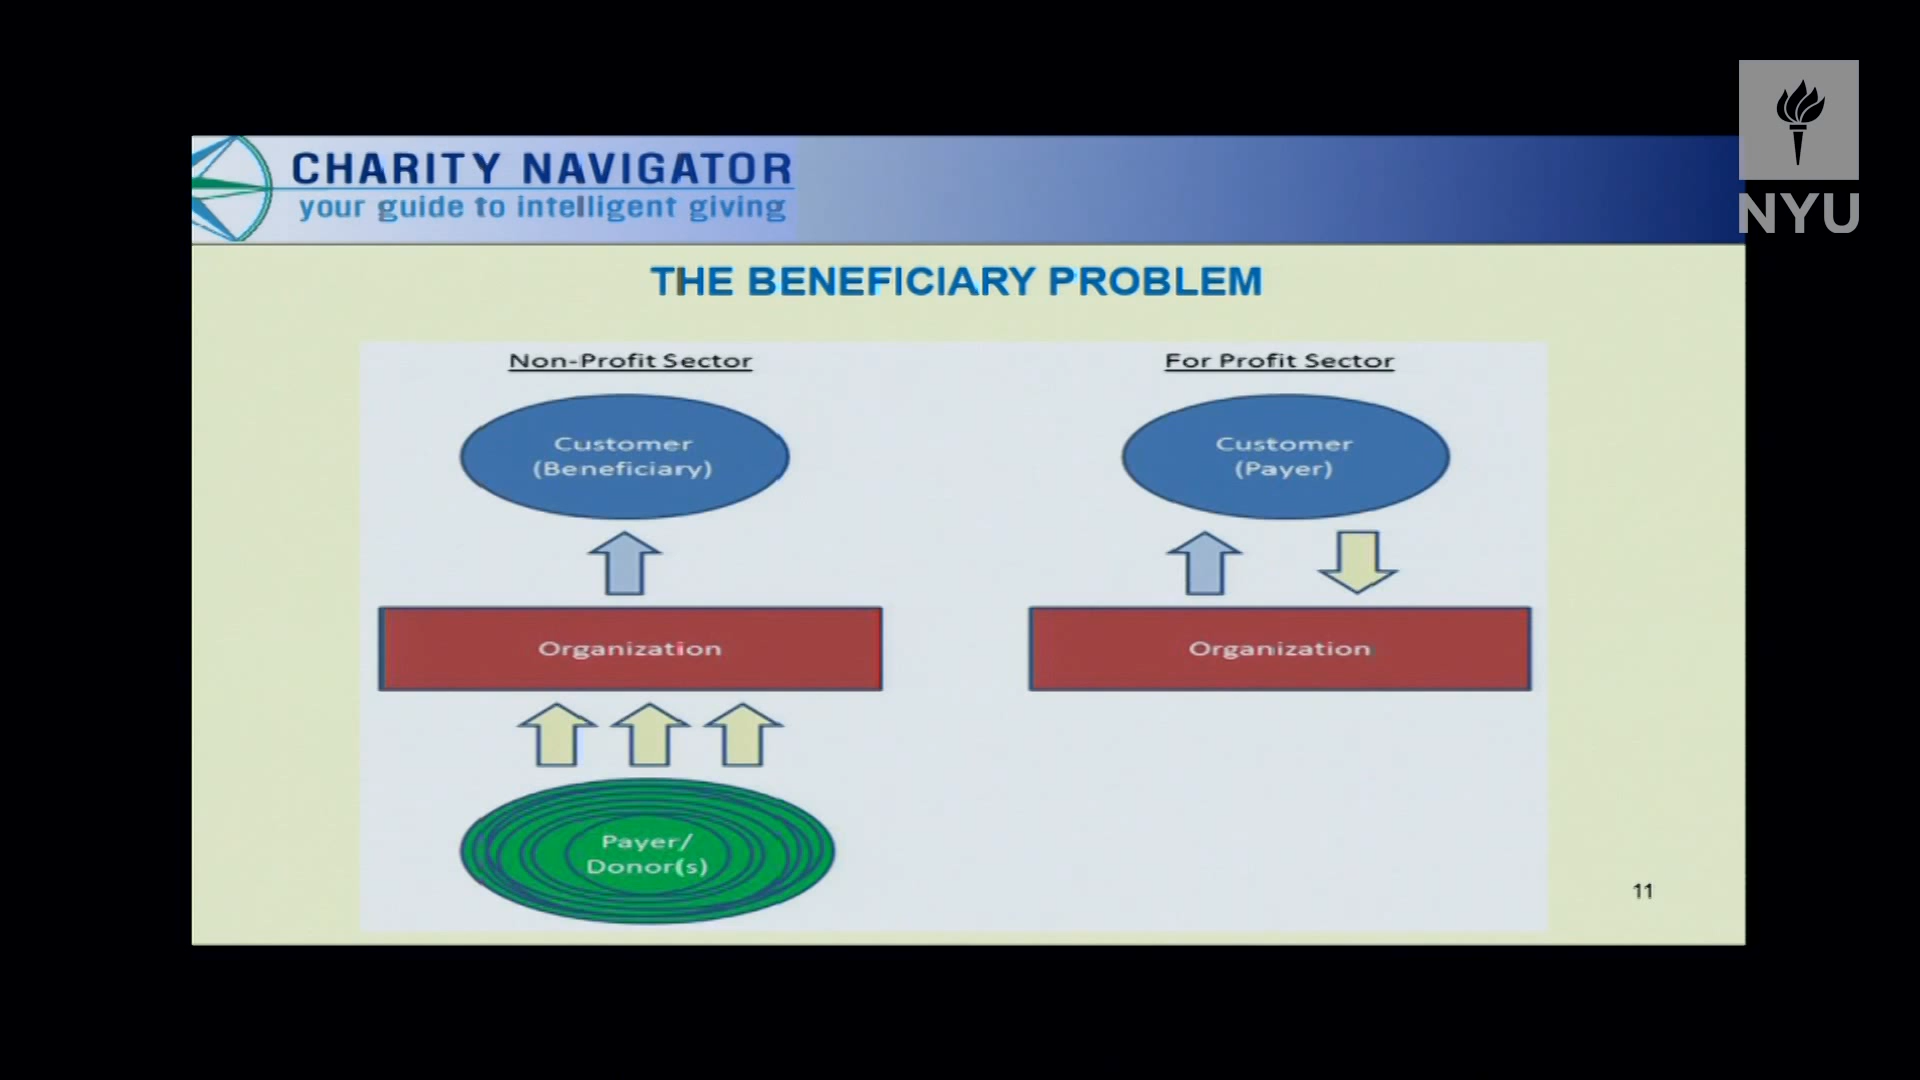 CHARITY NAVIGATOR
your guide to intelligent giving
NYU
THE BENEFICIARY PROBLEM
Non-Profit Sector
Customer
(Beneficiary)
Organization
Payer/
Donor(s)
For Profit Sector
Customer
(Payer)
Organization
11